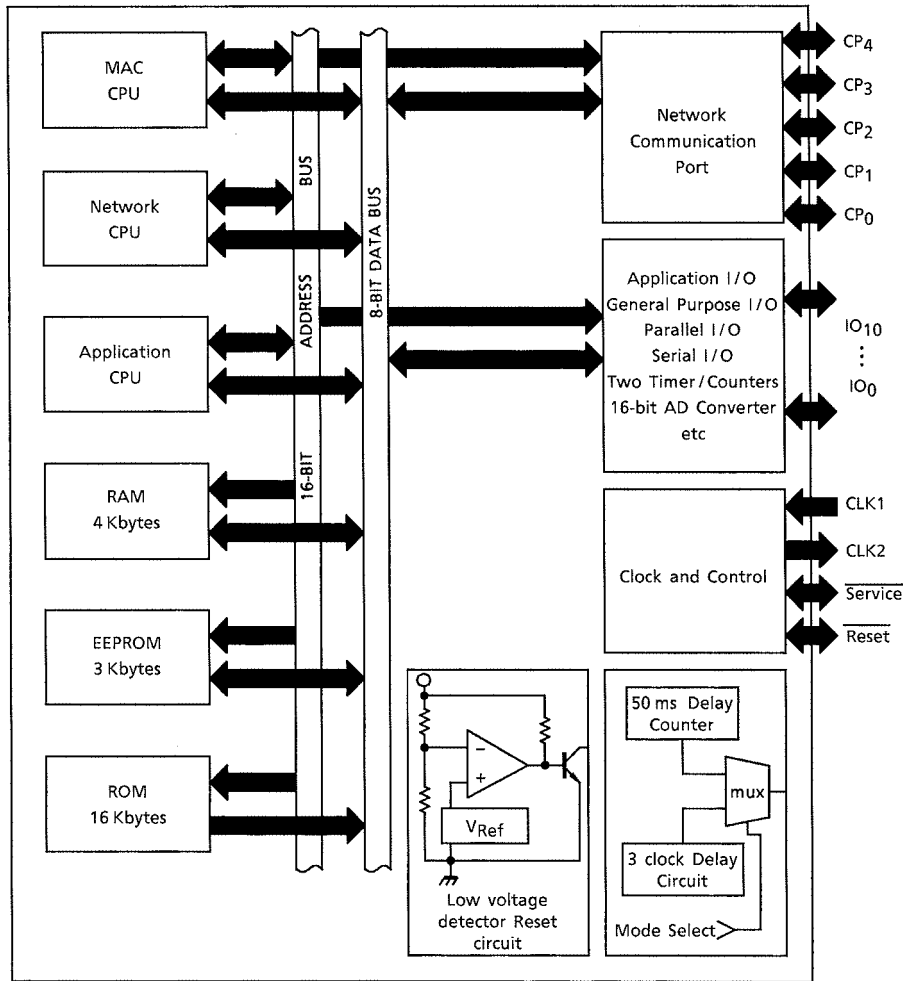 MAC
CPU
Network
CPU
Application
CPU
RAM
4 Kbytes
EEPROM
3 Kbytes
ROM
16 Kbytes
16-BIT ADDRESS BUS
8-BIT DATA BUS
Network
Communication
Port
CP4
CP3
CP2
CP1
CP0
Application I/O
General Purpose I/O
Parallel I/O
Serial I/O
Two Timer/Counters
16-bit AD Converter
etc
IO10
⋮
IO0
Clock and Control
CLK1
CLK2
Service
Reset
−
+
VRef
Low voltage
detector Reset
circuit
50 ms Delay
Counter
mux
3 clock Delay
Circuit
Mode Select